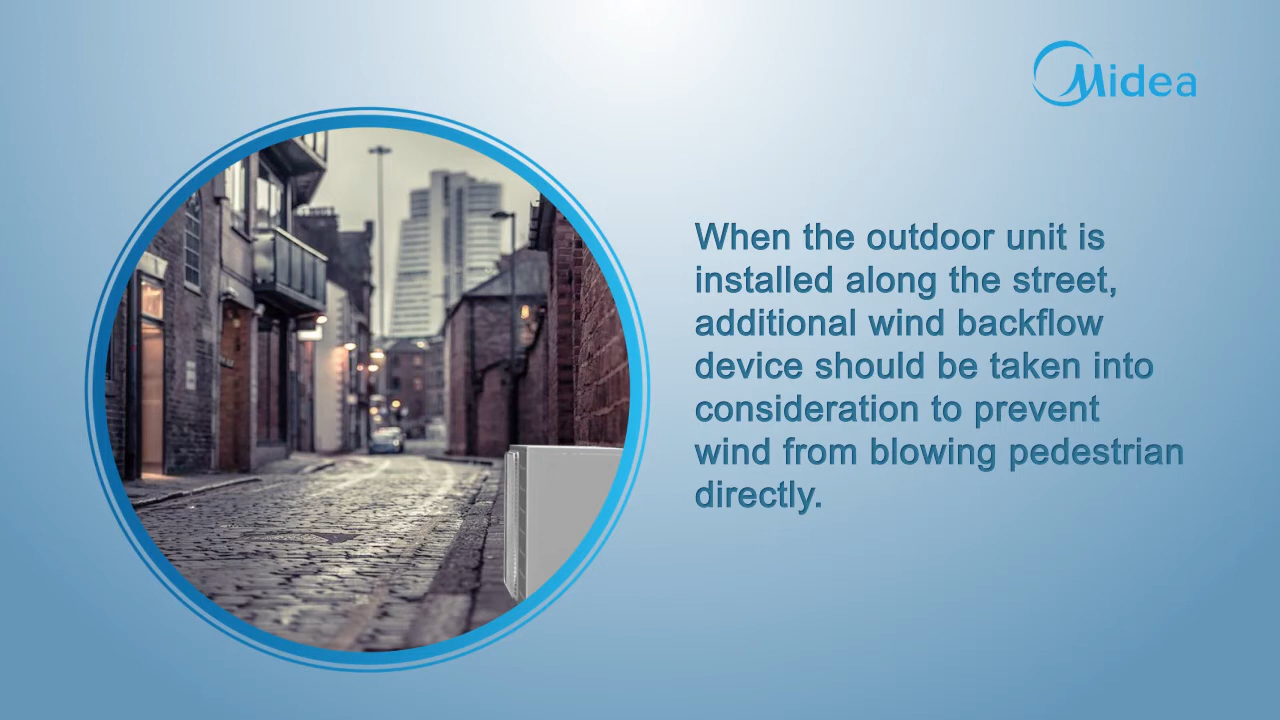 Midea
When the outdoor unit is
installed along the street,
additional wind backflow
device should be taken into
consideration to prevent
wind from blowing pedestrian
directly.